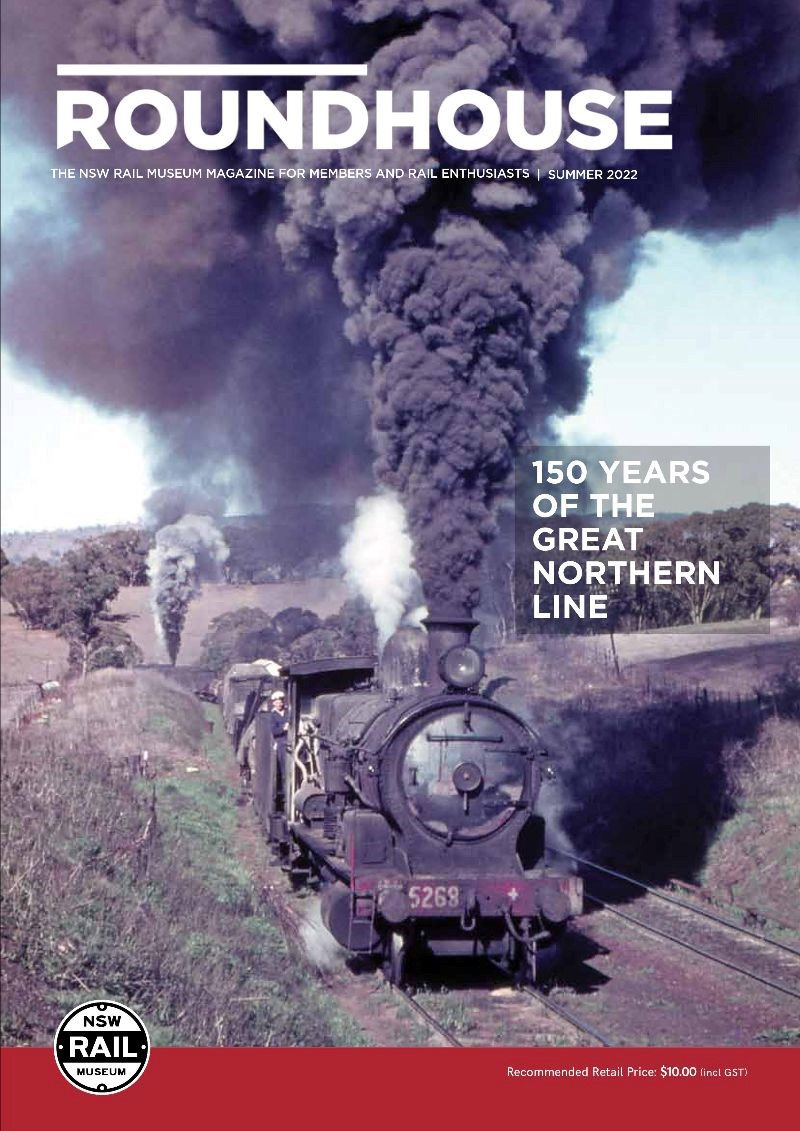 ROUNDHOUSE
THE NSW RAIL MUSEUM MAGAZINE FOR MEMBERS AND RAIL ENTHUSIASTS | SUMMER 2022
150 YEARS
OF THE
GREAT
NORTHERN
LINE
5268
NSW
RAIL
MUSEUM
Recommended Retail Price: $10.00 (incl GST)